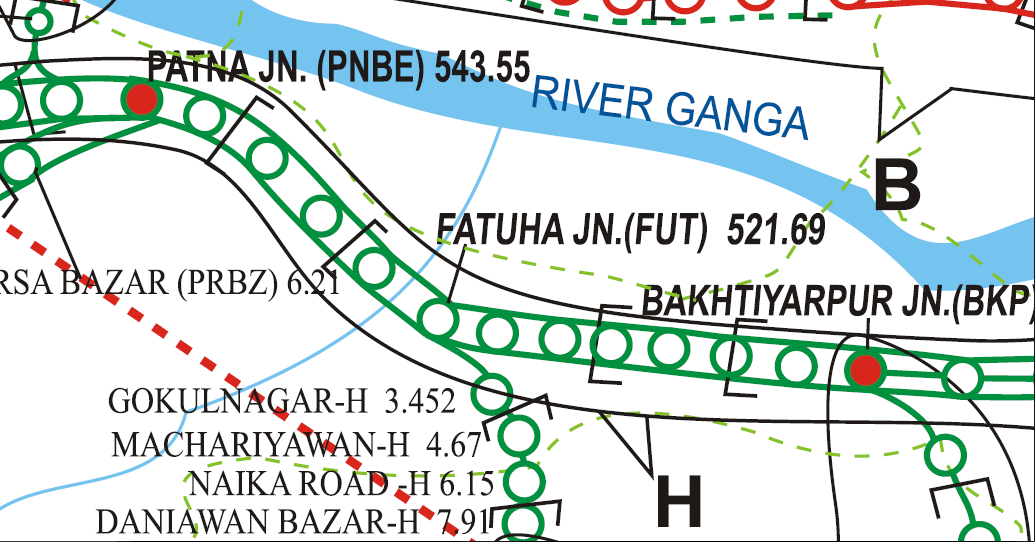 PATNA JN. (PNBE) 543.55
RIVER GANGA
B
FATUHA JN.(FUT) 521.69
RSA BAZAR (PRBZ) 6.21
BAKHTIYARPUR JN.(BKP)
GOKULNAGAR-H 3.452
MACHARIYAWAN-H 4.67
NAIKA ROAD -H 6.15
H
DANIAWAN BAZAR-H 7.91